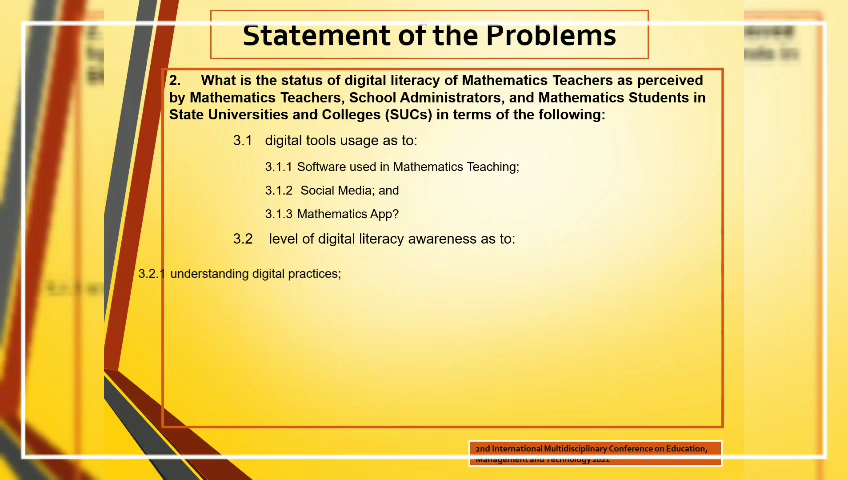 Statement of the Problems
2. What is the status of digital literacy of Mathematics Teachers as perceived
by Mathematics Teachers, School Administrators, and Mathematics Students in
State Universities and Colleges (SUCs) in terms of the following:
3.1 digital tools usage as to:
3.1.1 Software used in Mathematics Teaching;
3.1.2 Social Media; and
3.1.3 Mathematics App?
3.2 level of digital literacy awareness as to:
3.2.1 understanding digital practices;
2nd International Multidisciplinary Conference on Education,
Management and Technology 2021